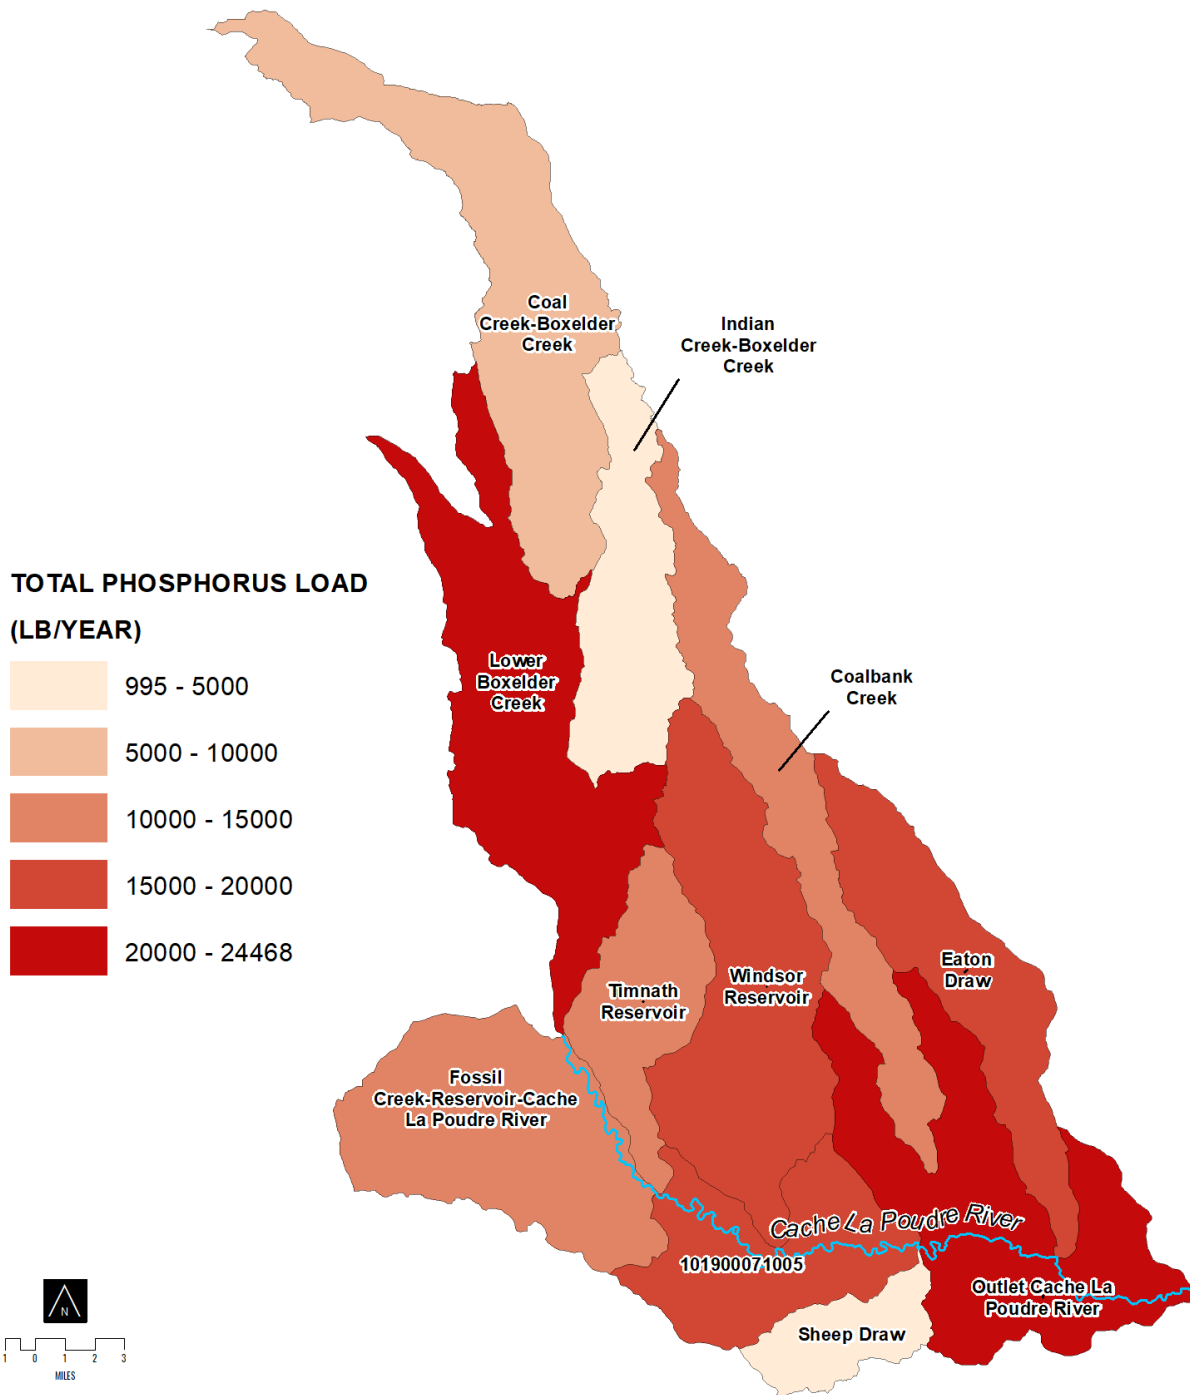 Coal
Creek-Boxelder
Creek
Indian
Creek-Boxelder
Creek
TOTAL PHOSPHORUS LOAD
(LB/YEAR)
995 - 5000
5000 - 10000
10000 - 15000
15000 - 20000
20000 - 24468
Lower
Boxelder
Creek
Coalbank
Creek
Eaton
Draw
Timnath
Reservoir
Windsor
Reservoir
Fossil
Creek-Reservoir-Cache
La Poudre River
Cache La Poudre River
101900071005
Outlet Cache La
Poudre River
Sheep Draw
N
1 0 1 2 3
MILES